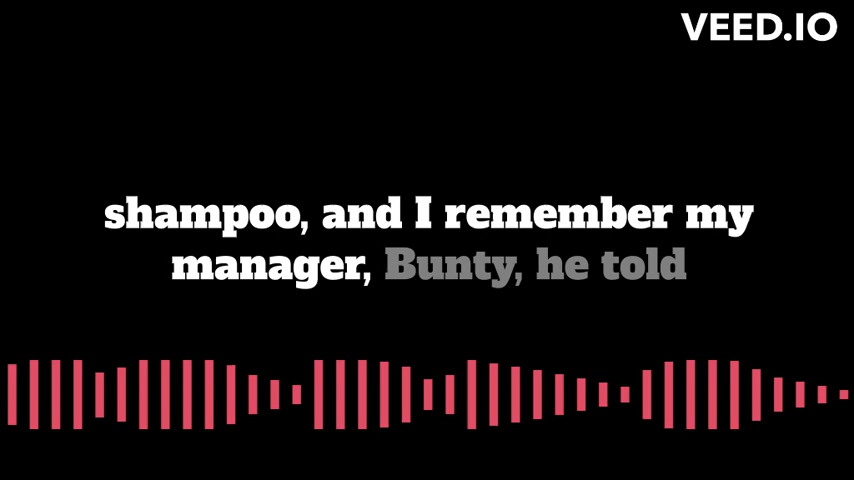 VEED.IO
shampoo, and I remember my
manager, Bunty, he told